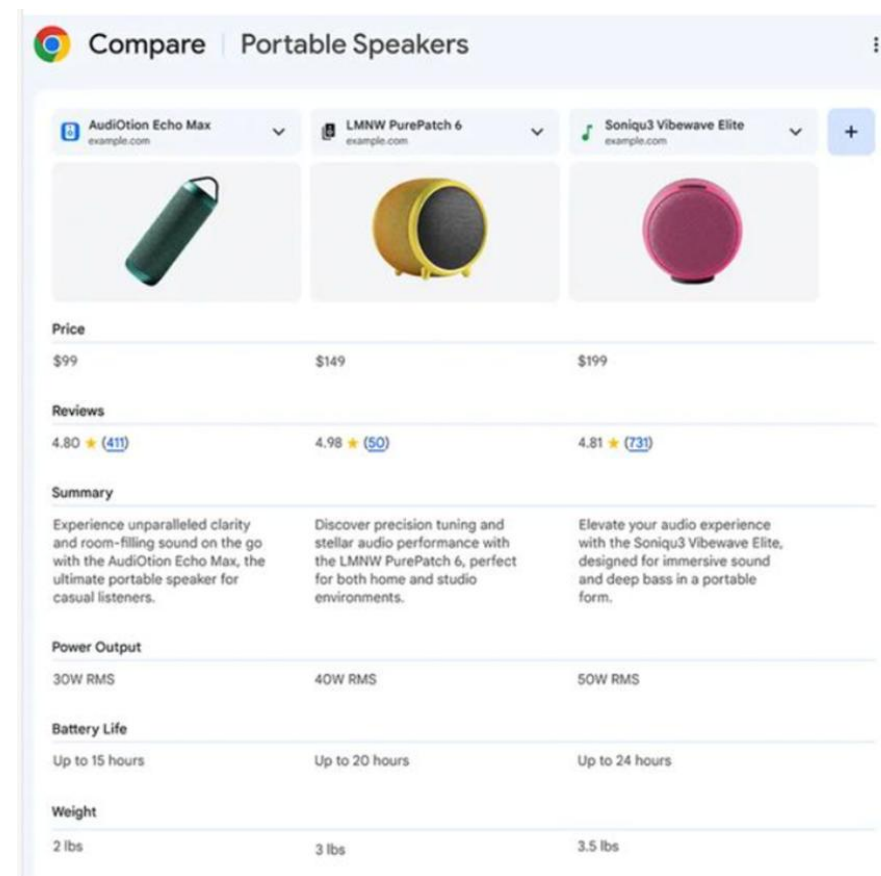 Compare | Portable Speakers
AudiOtion Echo Max
example.com
LMNW PurePatch 6
example.com
Soniqu3 Vibewave Elite
example.com
+
Price
$99 $149 $199
Reviews
4.80 ★ (411) 4.98 ★ (50) 4.81 ★ (731)
Summary
Experience unparalleled clarity
and room-filling sound on the go
with the AudiOtion Echo Max, the
ultimate portable speaker for
casual listeners.
Discover precision tuning and
stellar audio performance with
the LMNW PurePatch 6, perfect
for both home and studio
environments.
Elevate your audio experience
with the Soniqu3 Vibewave Elite,
designed for immersive sound
and deep bass in a portable
form.
Power Output
30W RMS 40W RMS 50W RMS
Battery Life
Up to 15 hours Up to 20 hours Up to 24 hours
Weight
2 lbs 3 lbs 3.5 lbs